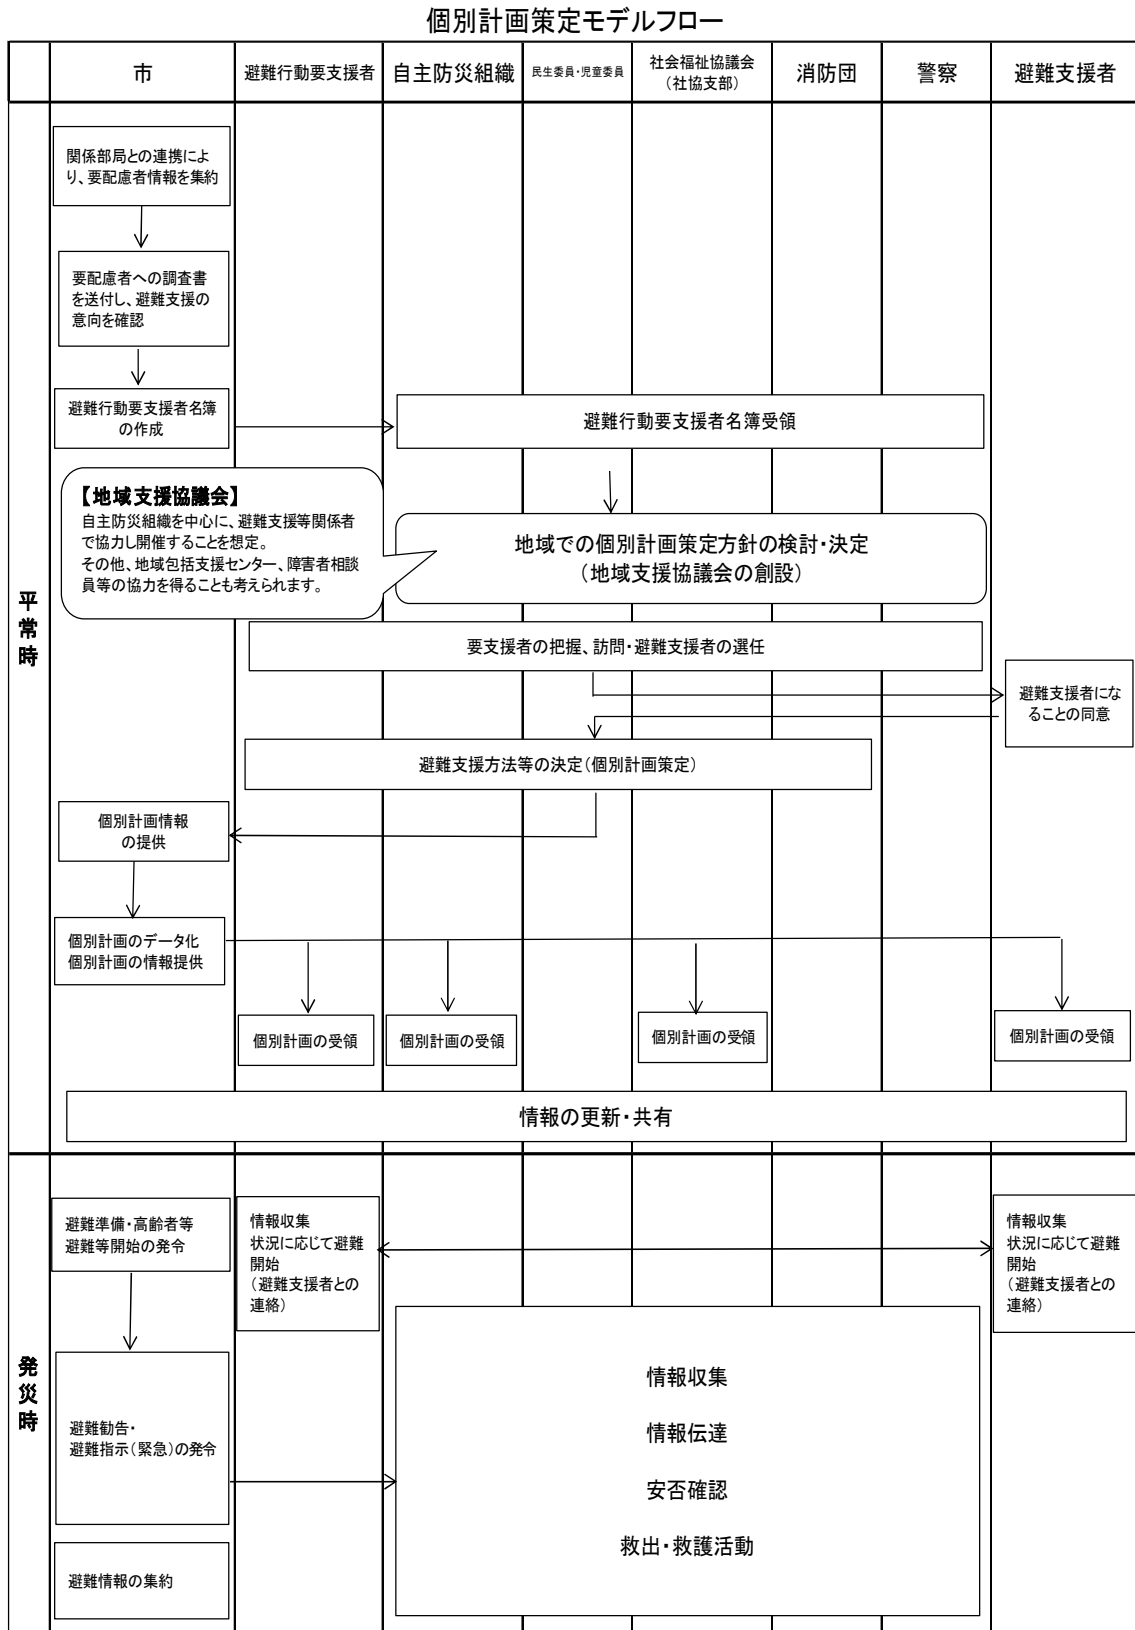 個別計画策定モデルフロー
市
避難行動要支援者
自主防災組織
民生委員・児童委員
社会福祉協議会
（社協支部）
消防団
警察
避難支援者
平常時
関係部局との連携によ
り、要配慮者情報を集約
要配慮者への調査書
を送付し、避難支援の
意向を確認
避難行動要支援者名簿
の作成
避難行動要支援者名簿受領
【地域支援協議会】
自主防災組織を中心に、避難支援等関係者
で協力し開催することを想定。
その他、地域包括支援センター、障害者相談
員等の協力を得ることも考えられます。
地域での個別計画策定方針の検討・決定
（地域支援協議会の創設）
要支援者の把握、訪問・避難支援者の選任
避難支援者にな
ることの同意
避難支援方法等の決定（個別計画策定）
個別計画情報
の提供
個別計画のデータ化
個別計画の情報提供
個別計画の受領
個別計画の受領
個別計画の受領
個別計画の受領
情報の更新・共有
発災時
避難準備・高齢者等
避難等開始の発令
情報収集
状況に応じて避難
開始
（避難支援者との
連絡）
情報収集
状況に応じて避難
開始
（避難支援者との
連絡）
避難勧告・
避難指示（緊急）の発令
情報収集
情報伝達
安否確認
救出・救護活動
避難情報の集約